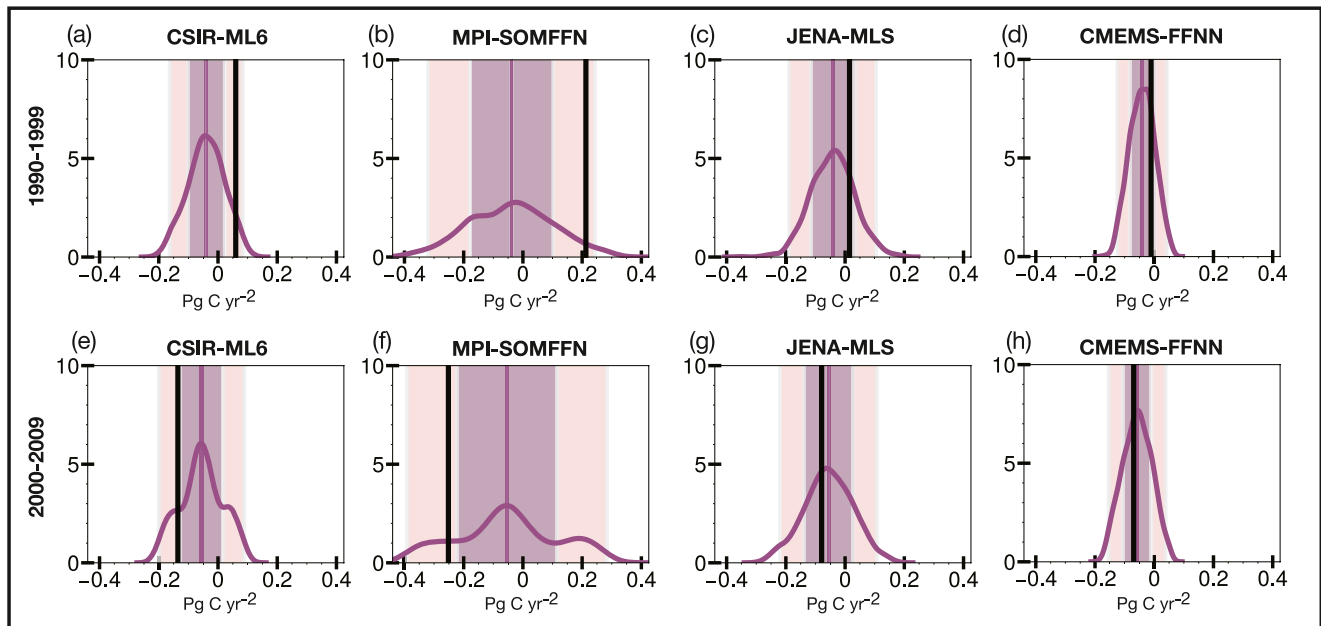 (a) (b) (c) (d)
CSIR-ML6 MPI-SOMFFN JENA-MLS CMEMS-FFNN
1990-1999
10 10 10 10
5 5 5 5
0 0 0 0
−0.4 −0.2 0 0.2 0.4 −0.4 −0.2 0 0.2 0.4 −0.4 −0.2 0 0.2 0.4 −0.4 −0.2 0 0.2 0.4
Pg C yr⁻² Pg C yr⁻² Pg C yr⁻² Pg C yr⁻²
(e) (f) (g) (h)
CSIR-ML6 MPI-SOMFFN JENA-MLS CMEMS-FFNN
2000-2009
10 10 10 10
5 5 5 5
0 0 0 0
−0.4 −0.2 0 0.2 0.4 −0.4 −0.2 0 0.2 0.4 −0.4 −0.2 0 0.2 0.4 −0.4 −0.2 0 0.2 0.4
Pg C yr⁻² Pg C yr⁻² Pg C yr⁻² Pg C yr⁻²